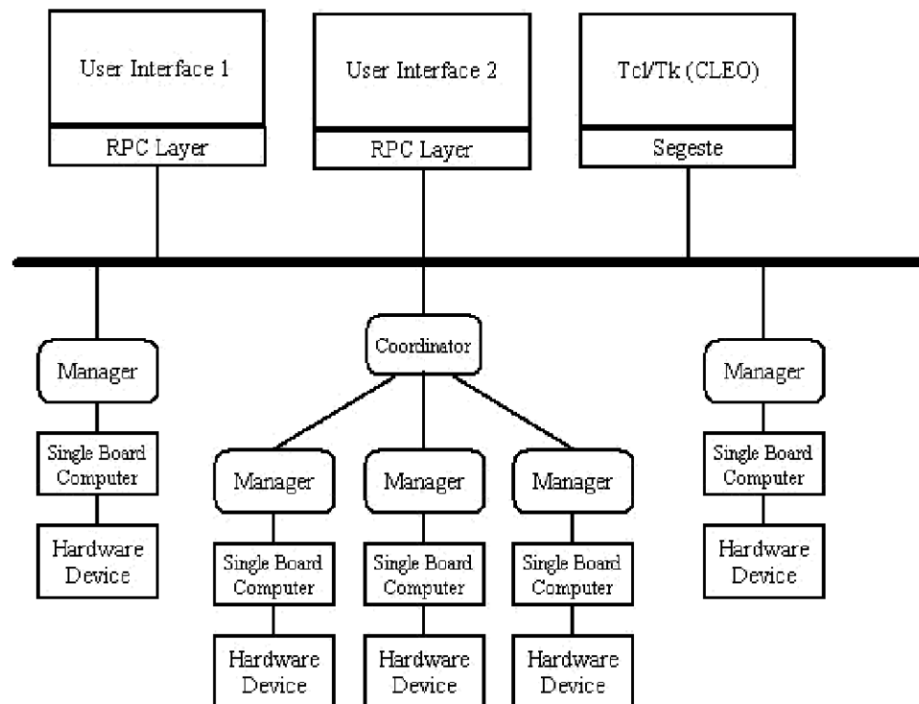 User Interface 1
RPC Layer
User Interface 2
RPC Layer
Tcl/Tk (CLEO)
Segeste
Coordinator
Manager
Single Board
Computer
Hardware
Device
Manager
Single Board
Computer
Hardware
Device
Manager
Single Board
Computer
Hardware
Device
Manager
Single Board
Computer
Hardware
Device
Manager
Single Board
Computer
Hardware
Device